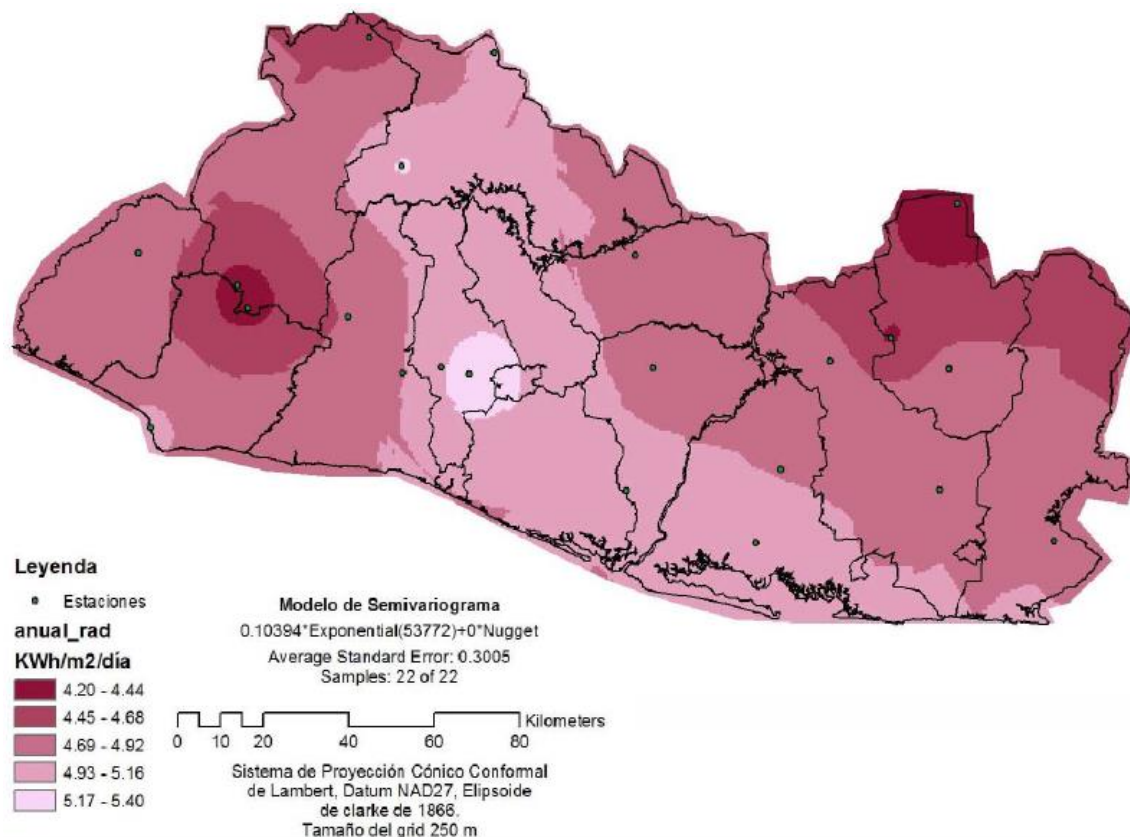 Leyenda
Estaciones
anual_rad
KWh/m2/día
4.20 - 4.44
4.45 - 4.68
4.69 - 4.92
4.93 - 5.16
5.17 - 5.40
Modelo de Semivariograma
0.10394*Exponential(53772)+0*Nugget
Average Standard Error: 0.3005
Samples: 22 of 22
Kilometers
0 10 20 40 60 80
Sistema de Proyección Cónico Conformal
de Lambert, Datum NAD27, Elipsoide
de clarke de 1866.
Tamaño del grid 250 m